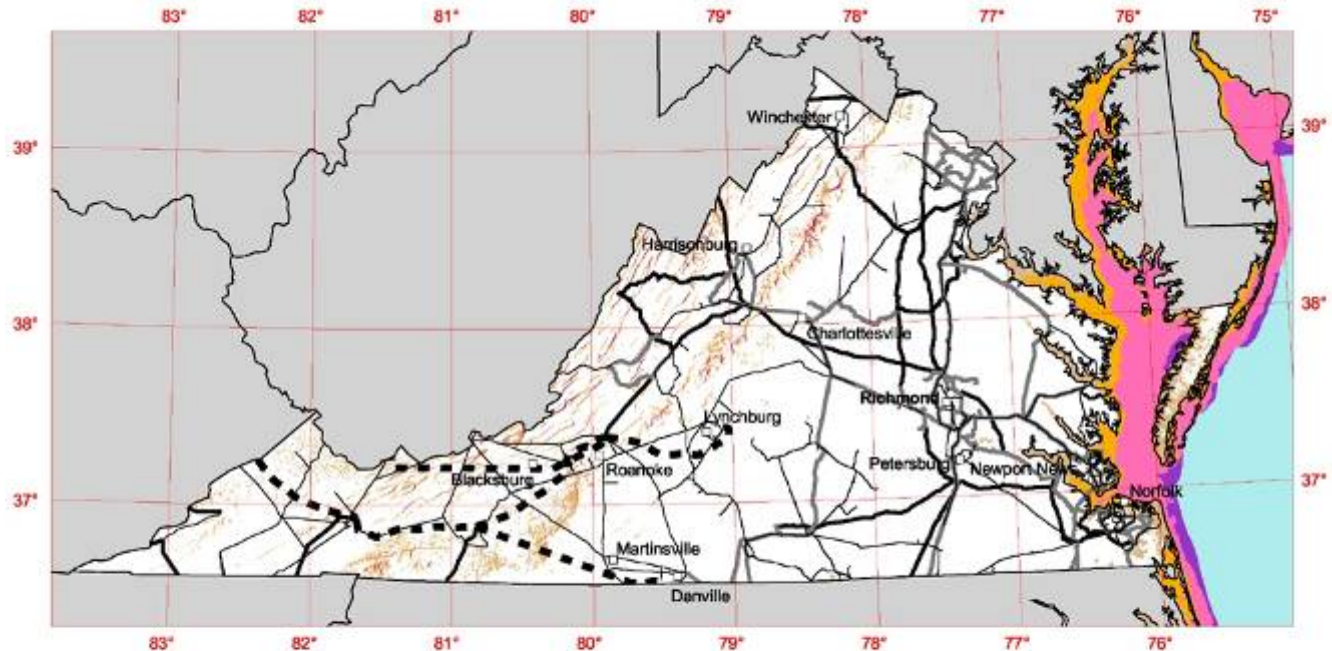 83° 82° 81° 80° 79° 78° 77° 76° 75°
Winchester
39° 39°
Harrisonburg
38° 38°
Charlottesville
Richmond
Lynchburg
Petersburg Newport News
Blacksburg Roanoke
37° 37°
Norfolk
Martinsville
Danville
83° 82° 81° 80° 79° 78° 77° 76°